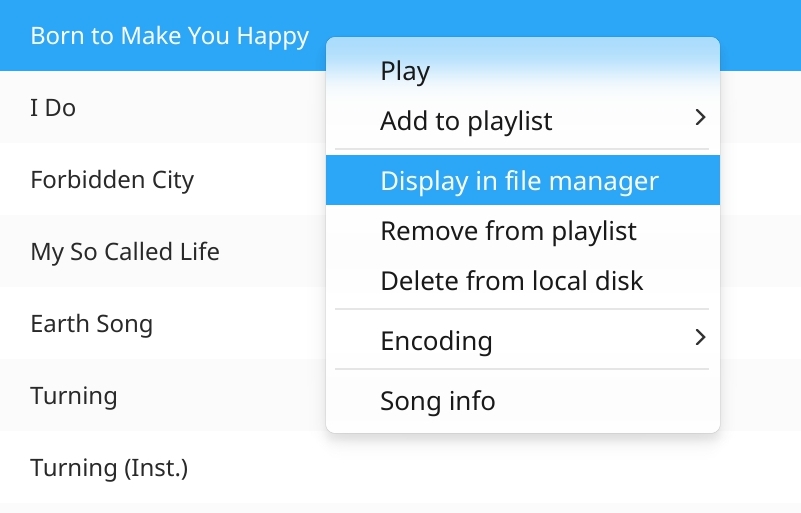 Born to Make You Happy
I Do
Forbidden City
My So Called Life
Earth Song
Turning
Turning (Inst.)
Play
Add to playlist
Display in file manager
Remove from playlist
Delete from local disk
Encoding
Song info